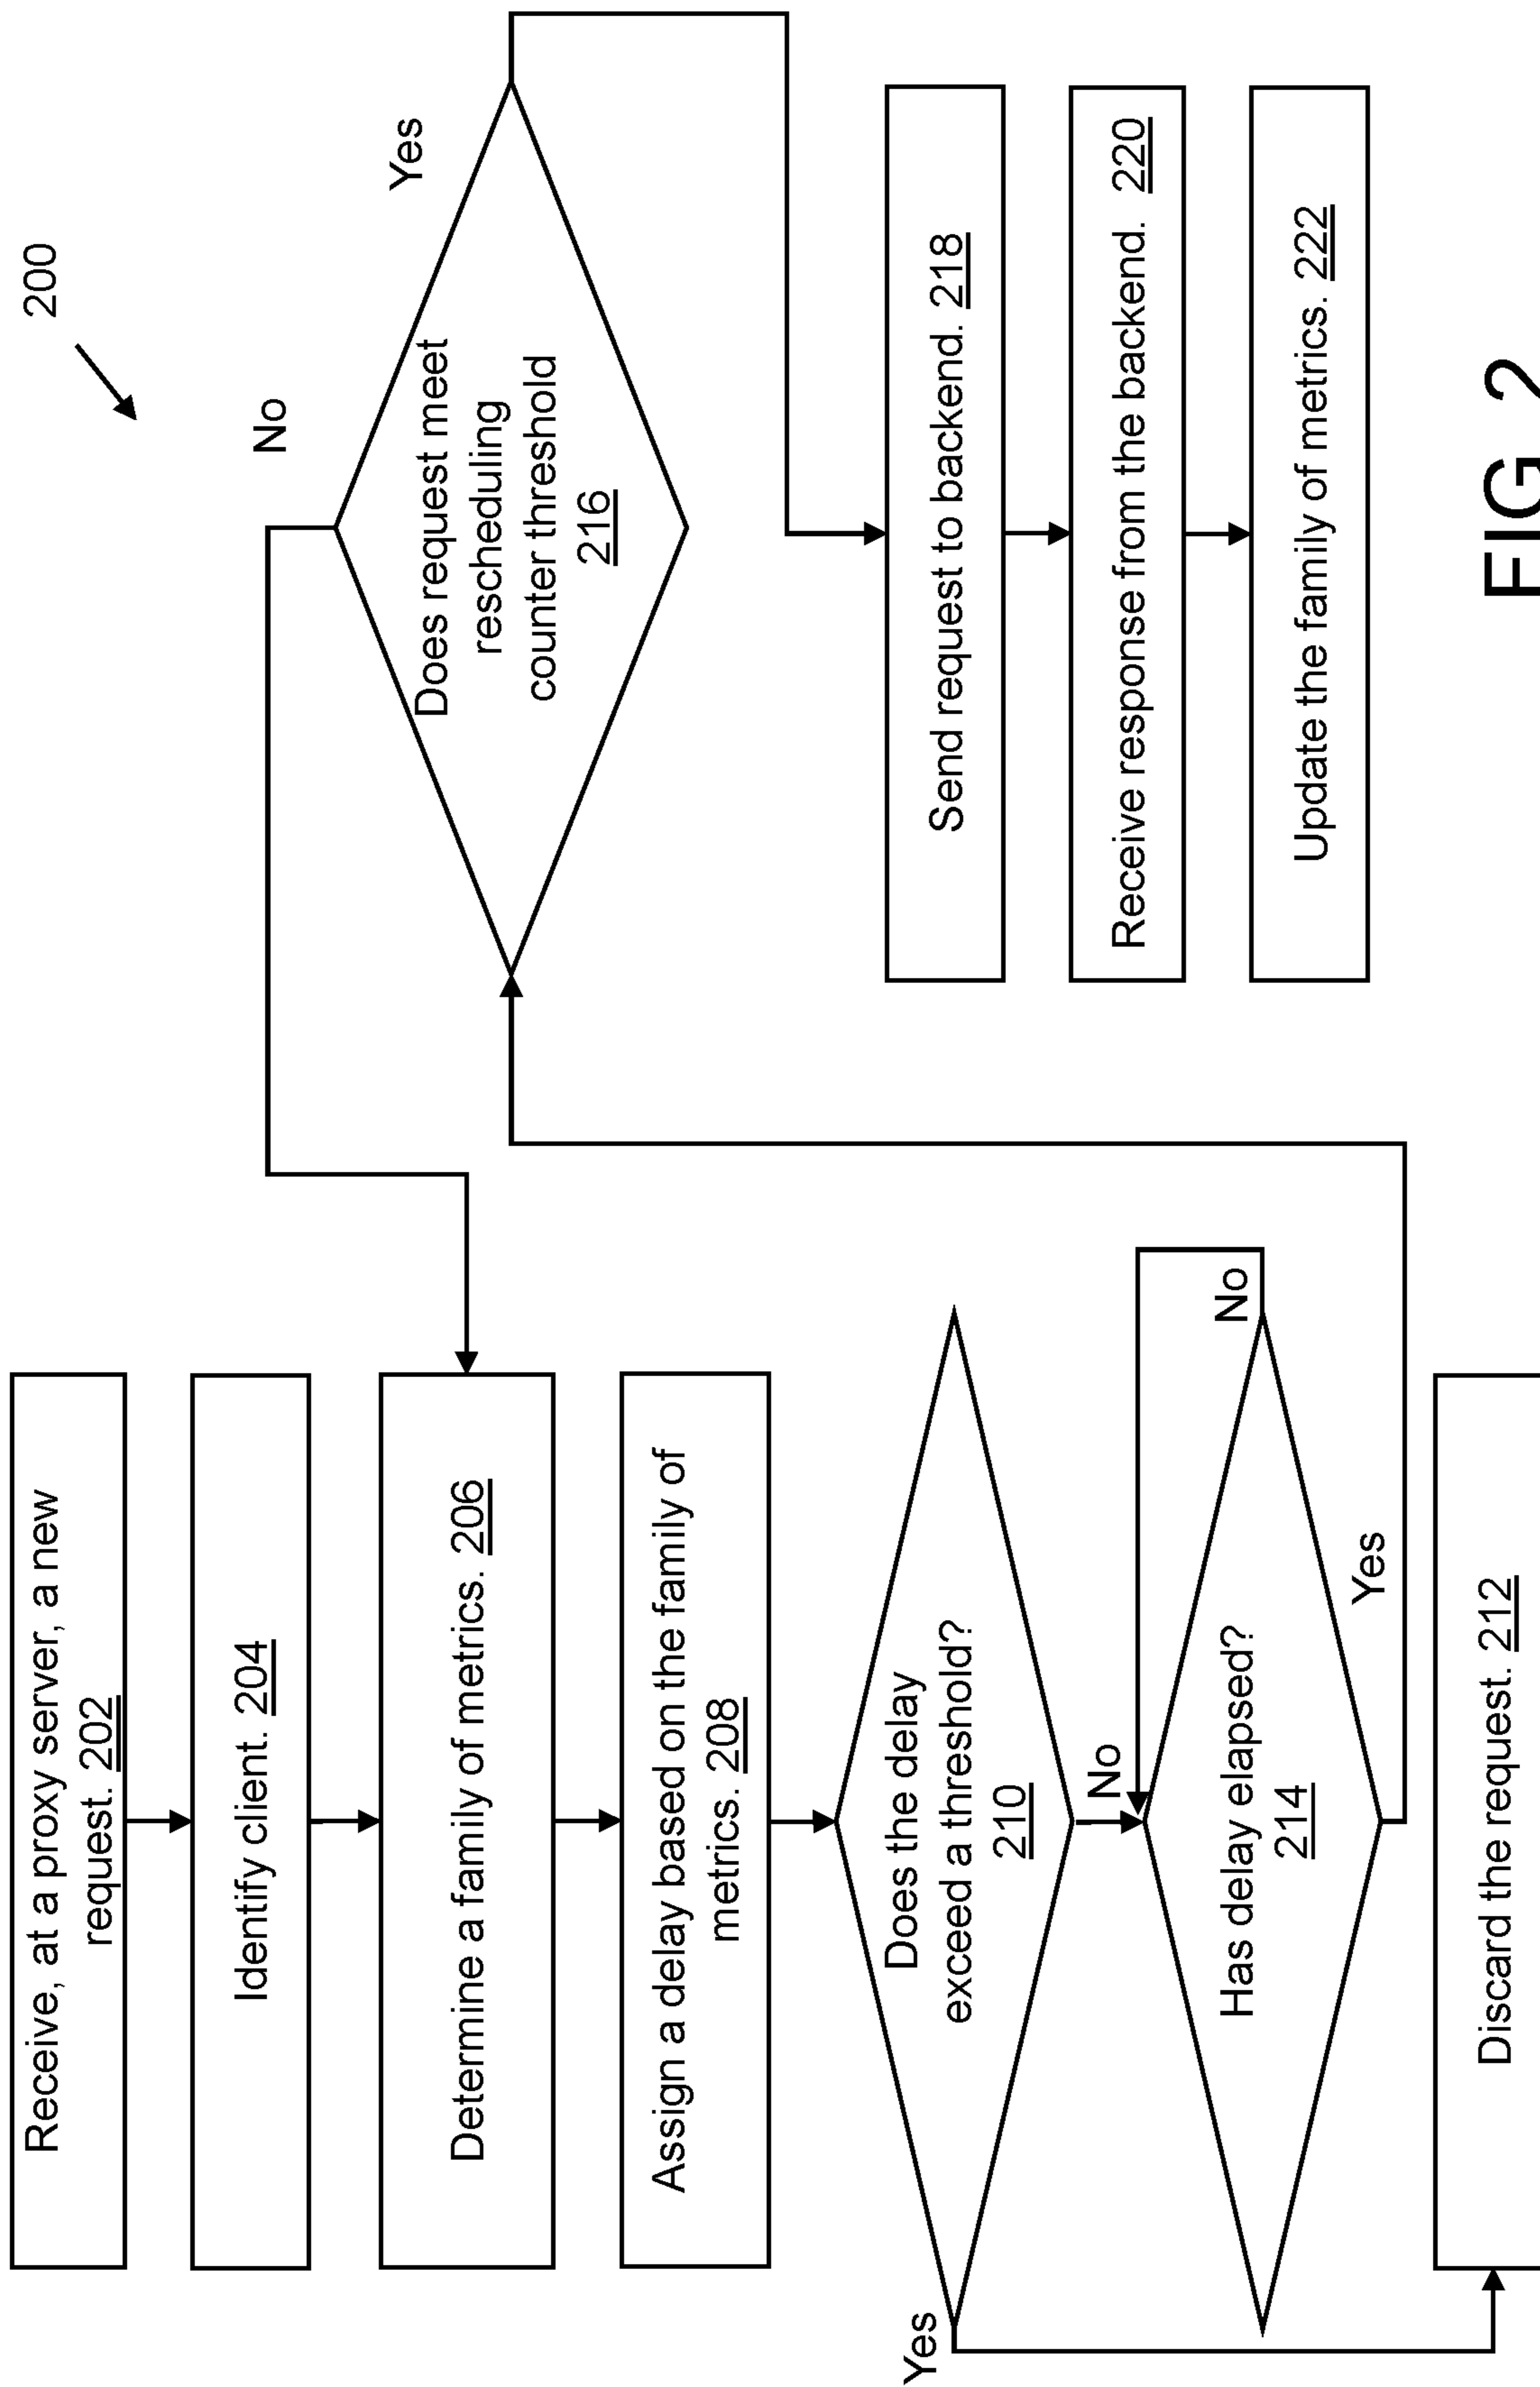 200
Receive, at a proxy server, a new
request. 202
Identify client. 204
Determine a family of metrics. 206
Assign a delay based on the family of
metrics. 208
Does the delay
exceed a threshold?
210
Yes
No
Has delay elapsed?
214
No
Yes
Discard the request. 212
Does request meet
rescheduling
counter threshold
216
No
Yes
Send request to backend. 218
Receive response from the backend. 220
Update the family of metrics. 222
FIG 2